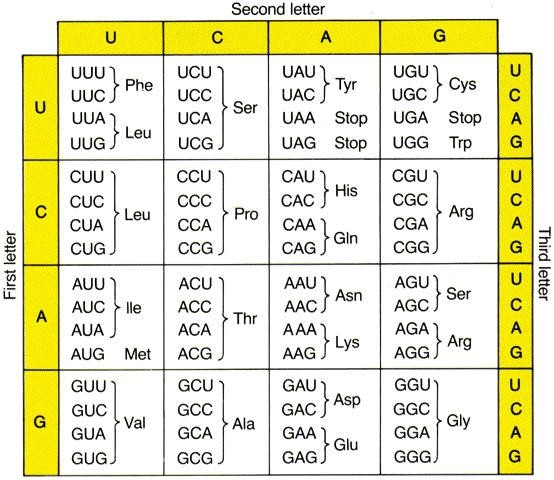 Second letter
U C A G
First letter
Third letter
U
UUU UCU UAU UGU U
Phe Tyr Cys
UUC UCC UAC UGC C
Ser
UUA UCA UAA Stop UGA Stop A
Leu
UUG UCG UAG Stop UGG Trp G
C
CUU CCU CAU CGU U
His
CUC CCC CAC CGC C
Leu Pro Arg
CUA CCA CAA CGA A
Gln
CUG CCG CAG CGG G
A
AUU ACU AAU AGU U
Asn Ser
AUC ACC AAC AGC C
Ile Thr
AUA ACA AAA AGA A
Lys Arg
AUG Met ACG AAG AGG G
G
GUU GCU GAU GGU U
Asp
GUC GCC GAC GGC C
Val Ala Gly
GUA GCA GAA GGA A
Glu
GUG GCG GAG GGG G